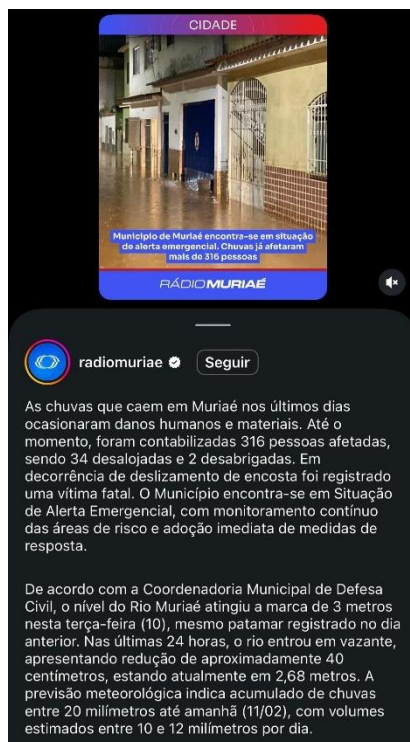 CIDADE
Município de Muriaé encontra-se em situação
de alerta emergencial. Chuvas já afetaram
mais de 316 pessoas
RÁDIO MURIAÉ
radiomuriae
Seguir
As chuvas que caem em Muriaé nos últimos dias
ocasionaram danos humanos e materiais. Até o
momento, foram contabilizadas 316 pessoas afetadas,
sendo 34 desalojadas e 2 desabrigadas. Em
decorrência de deslizamento de encosta foi registrado
uma vítima fatal. O Município encontra-se em Situação
de Alerta Emergencial, com monitoramento contínuo
das áreas de risco e adoção imediata de medidas de
resposta.
De acordo com a Coordenadoria Municipal de Defesa
Civil, o nível do Rio Muriaé atingiu a marca de 3 metros
nesta terça-feira (10), mesmo patamar registrado no dia
anterior. Nas últimas 24 horas, o rio entrou em vazante,
apresentando redução de aproximadamente 40
centímetros, estando atualmente em 2,68 metros. A
previsão meteorológica indica acumulado de chuvas
entre 20 milímetros até amanhã (11/02), com volumes
estimados entre 10 e 12 milímetros por dia.